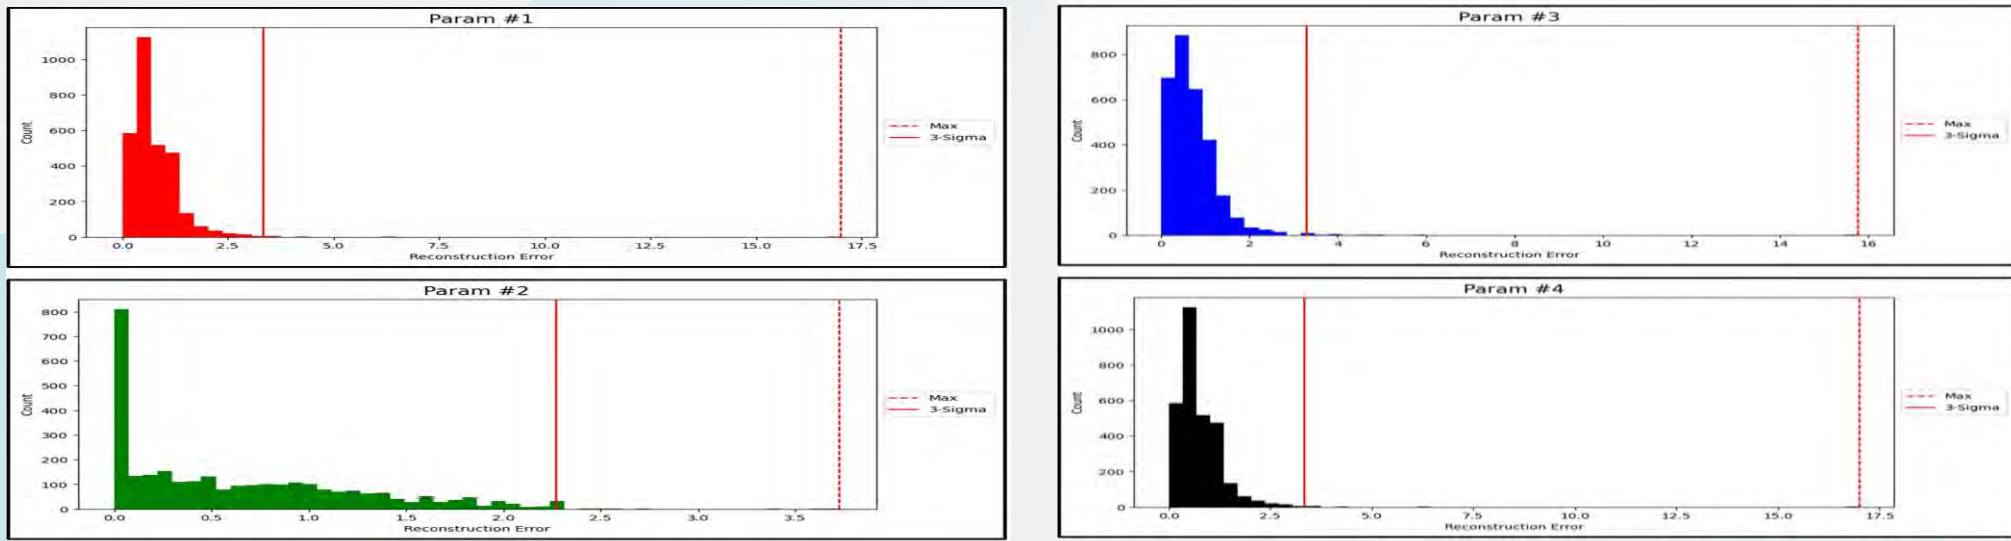 Param #1
1000
800
600
400
200
0
Count
0.0 2.5 5.0 7.5 10.0 12.5 15.0 17.5
Reconstruction Error
Max
3-Sigma
Param #2
800
700
600
500
400
300
200
100
0
Count
0.0 0.5 1.0 1.5 2.0 2.5 3.0 3.5
Reconstruction Error
Max
3-Sigma
Param #3
800
600
400
200
0
Count
0 2 4 6 8 10 12 14 16
Reconstruction Error
Max
3-Sigma
Param #4
1000
800
600
400
200
0
Count
0.0 2.5 5.0 7.5 10.0 12.5 15.0 17.5
Reconstruction Error
Max
3-Sigma